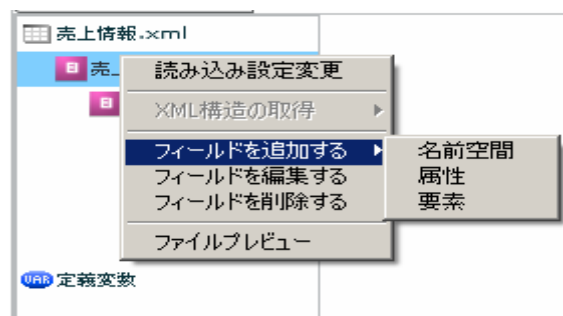 売上情報.xml
売
読み込み設定変更
XML構造の取得
フィールドを追加する
名前空間
フィールドを編集する
属性
フィールドを削除する
要素
ファイルプレビュー
VAR 定義変数